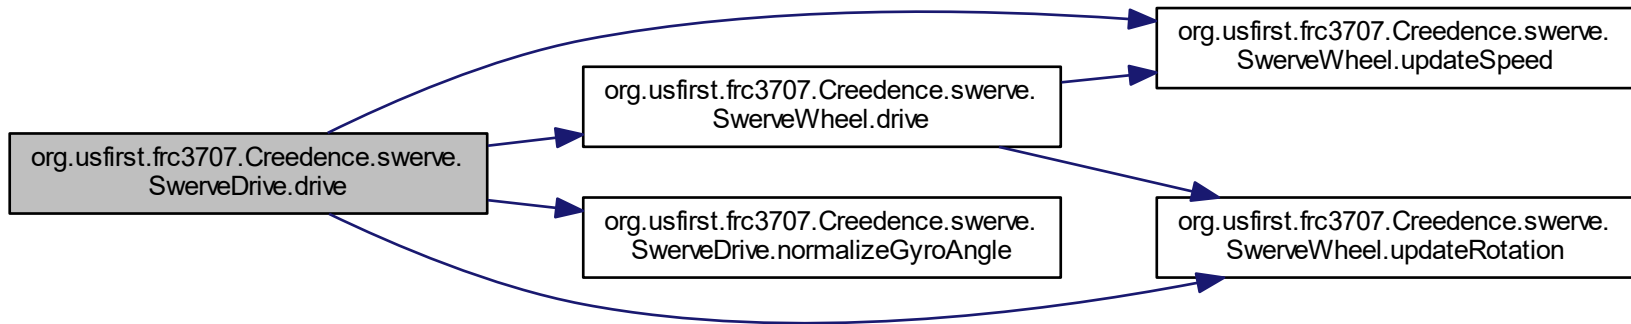 org.usfirst.frc3707.Creedence.swerve.
SwerveDrive.drive
org.usfirst.frc3707.Creedence.swerve.
SwerveWheel.drive
org.usfirst.frc3707.Creedence.swerve.
SwerveDrive.normalizeGyroAngle
org.usfirst.frc3707.Creedence.swerve.
SwerveWheel.updateSpeed
org.usfirst.frc3707.Creedence.swerve.
SwerveWheel.updateRotation